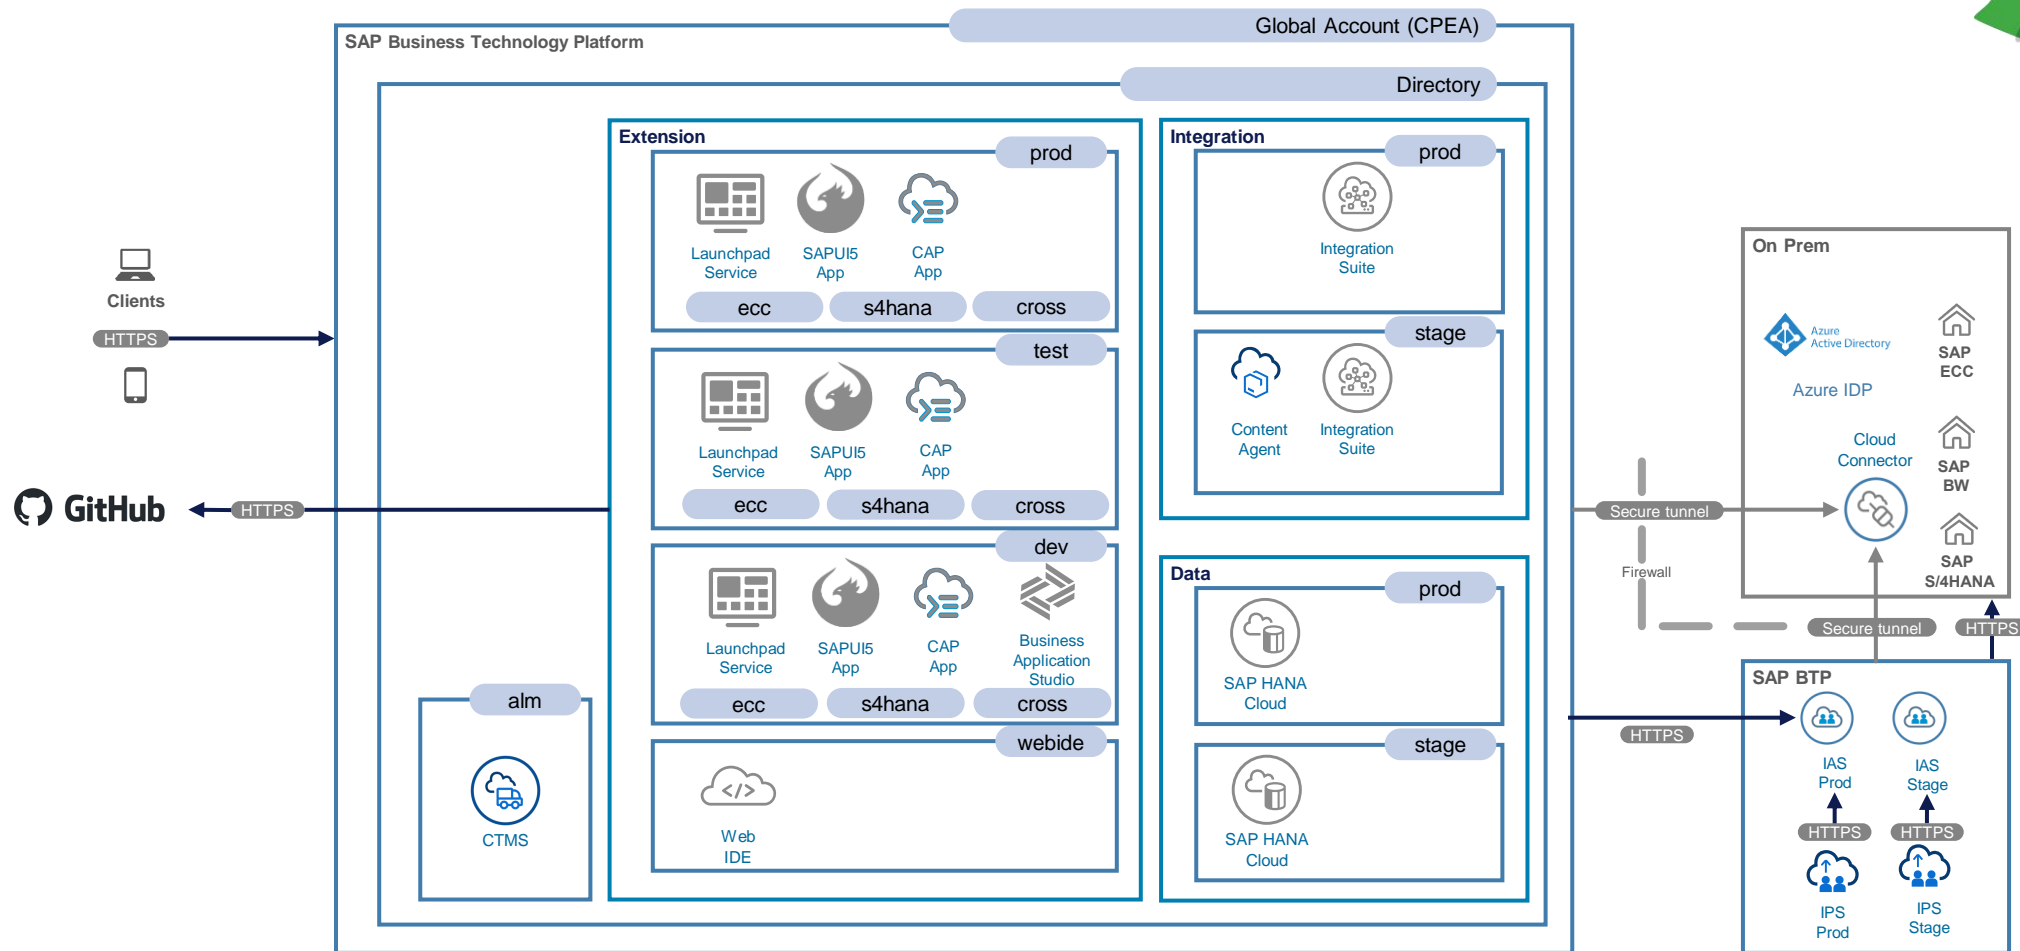 Global Account (CPEA)
SAP Business Technology Platform
Directory
Extension
prod
Launchpad
Service
SAPUI5
App
CAP
App
ecc
s4hana
cross
test
Launchpad
Service
SAPUI5
App
CAP
App
ecc
s4hana
cross
dev
Launchpad
Service
SAPUI5
App
CAP
App
Business
Application
Studio
ecc
s4hana
cross
webide
Web
IDE
alm
CTMS
Integration
prod
Integration
Suite
stage
Content
Agent
Integration
Suite
Data
prod
SAP HANA
Cloud
stage
SAP HANA
Cloud
Clients
HTTPS
GitHub
HTTPS
Secure tunnel
Firewall
HTTPS
On Prem
Azure
Active Directory
Azure IDP
SAP
ECC
Cloud
Connector
SAP
BW
SAP
S/4HANA
Secure tunnel
HTTPS
SAP BTP
IAS
Prod
IAS
Stage
HTTPS
HTTPS
IPS
Prod
IPS
Stage